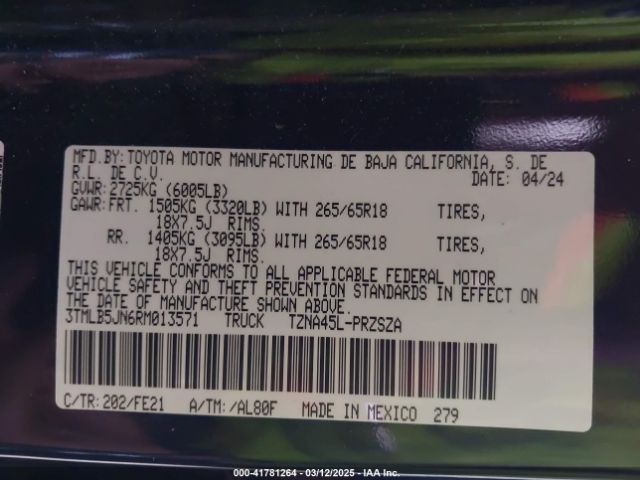 MFD.BY:TOYOTA MOTOR MANUFACTURING DE BAJA CALIFORNIA, S. DE
R.L. DE C.V. DATE: 04/24
GVWR:2725KG (6005LB)
GAWR:FRT. 1505KG (3320LB) WITH 265/65R18 TIRES,
18X7.5J RIMS.
RR. 1405KG (3095LB) WITH 265/65R18 TIRES,
18X7.5J RIMS.
THIS VEHICLE CONFORMS TO ALL APPLICABLE FEDERAL MOTOR
VEHICLE SAFETY AND THEFT PREVENTION STANDARDS IN EFFECT ON
THE DATE OF MANUFACTURE SHOWN ABOVE.
3TMLB5JN6RM013571 TRUCK TZNA45L-PRZSZA
C/TR:202/FE21 A/TM:/AL80F MADE IN MEXICO 279
000-41781264 - 03/12/2025 - IAA Inc.